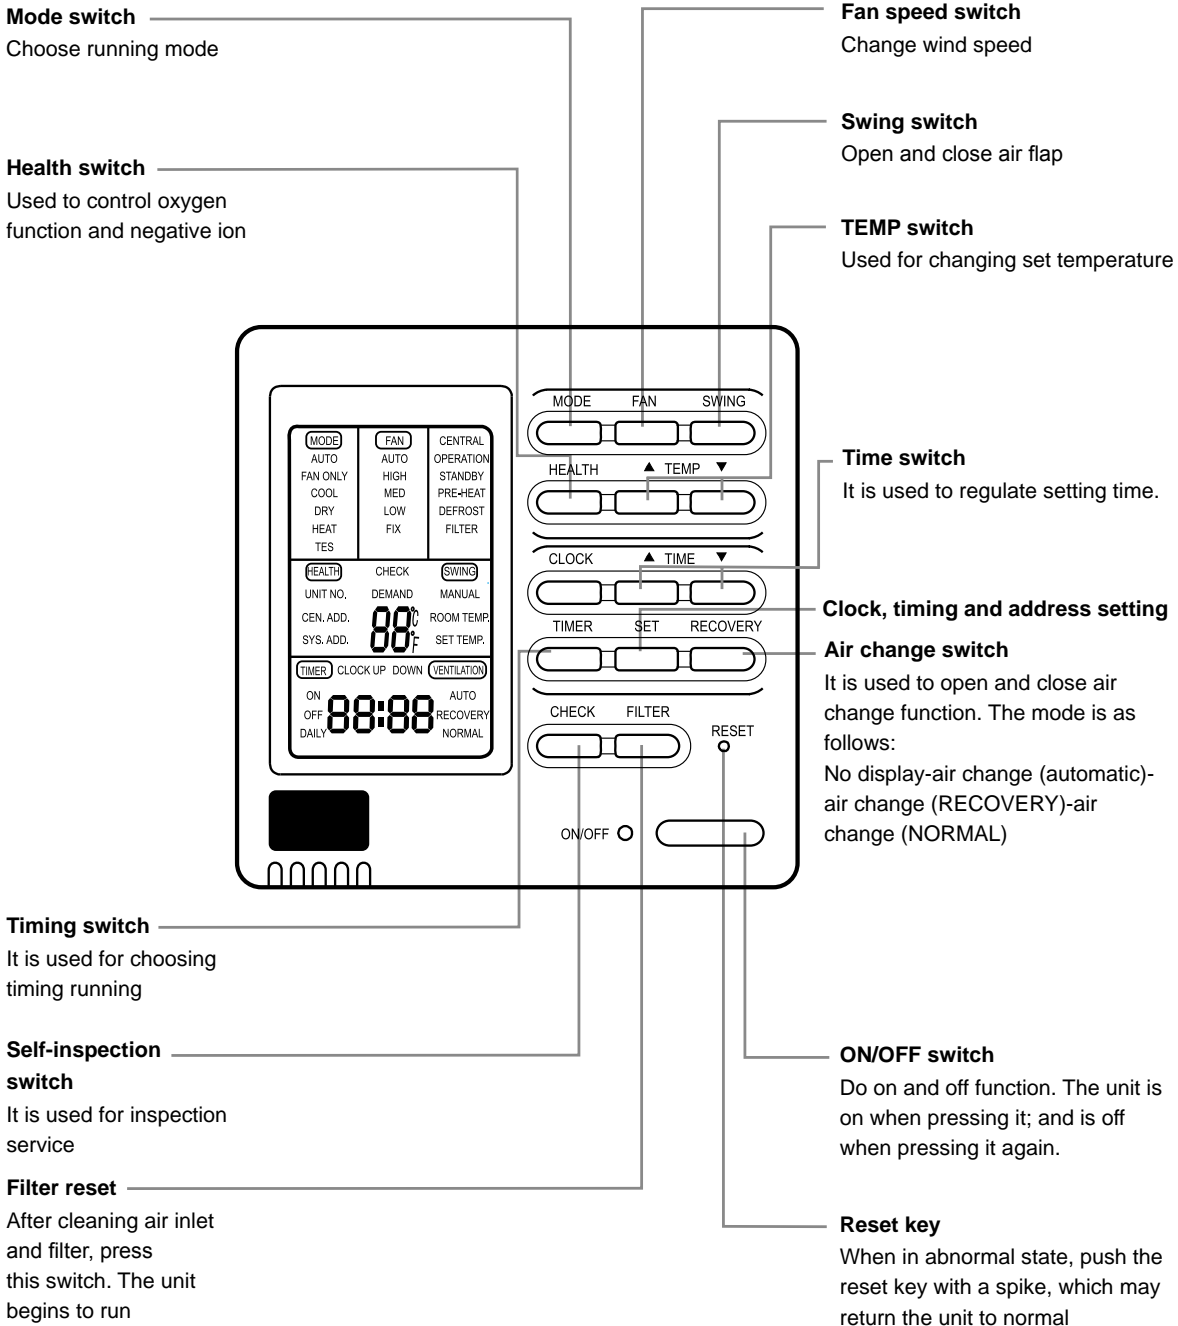 Mode switch
Choose running mode
Health switch
Used to control oxygen
function and negative ion
Fan speed switch
Change wind speed
Swing switch
Open and close air flap
TEMP switch
Used for changing set temperature
MODE FAN CENTRAL
AUTO AUTO OPERATION
FAN ONLY HIGH STANDBY
COOL MED PRE-HEAT
DRY LOW DEFROST
HEAT FIX FILTER
TES
HEALTH CHECK SWING
UNIT NO. DEMAND MANUAL
CEN. ADD. 88°C ROOM TEMP.
SYS. ADD. °F SET TEMP.
TIMER CLOCK UP DOWN VENTILATION
ON AUTO
OFF 88:88 RECOVERY
DAILY NORMAL
MODE FAN SWING
HEALTH ▲ TEMP ▼
CLOCK ▲ TIME ▼
TIMER SET RECOVERY
CHECK FILTER
RESET
ON/OFF
Time switch
It is used to regulate setting time.
Clock, timing and address setting
Air change switch
It is used to open and close air
change function. The mode is as
follows:
No display-air change (automatic)-
air change (RECOVERY)-air
change (NORMAL)
Timing switch
It is used for choosing
timing running
Self-inspection
switch
It is used for inspection
service
Filter reset
After cleaning air inlet
and filter, press
this switch. The unit
begins to run
ON/OFF switch
Do on and off function. The unit is
on when pressing it; and is off
when pressing it again.
Reset key
When in abnormal state, push the
reset key with a spike, which may
return the unit to normal